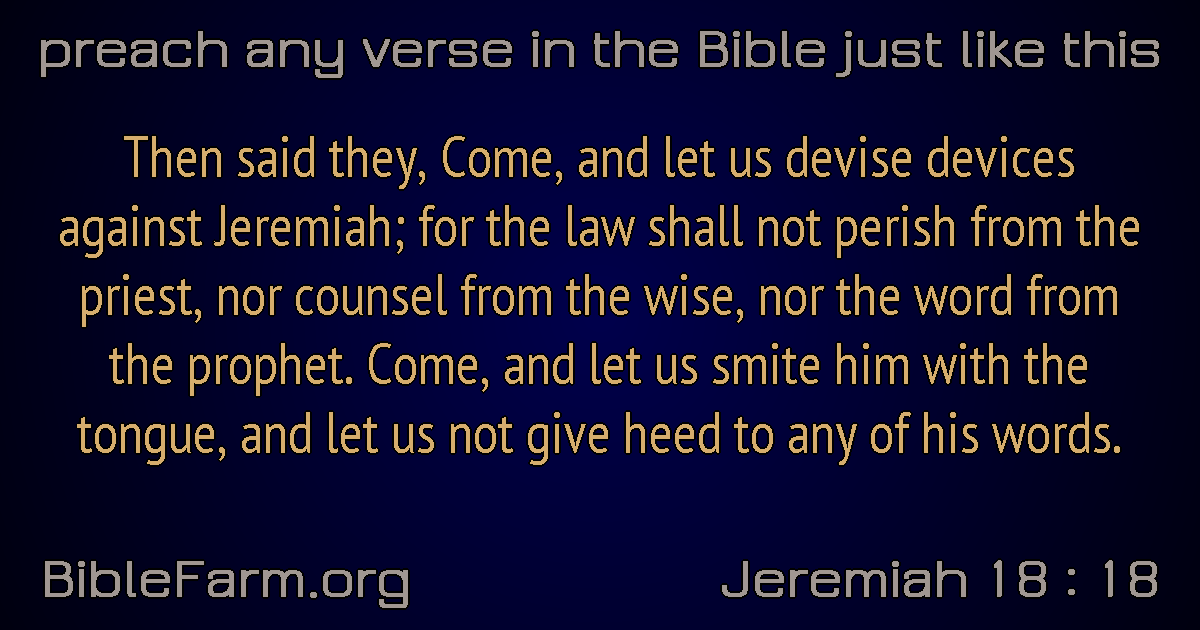 preach any verse in the Bible just like this
Then said they, Come, and let us devise devices
against Jeremiah; for the law shall not perish from the
priest, nor counsel from the wise, nor the word from
the prophet. Come, and let us smite him with the
tongue, and let us not give heed to any of his words.
BibleFarm.org
Jeremiah 18 : 18